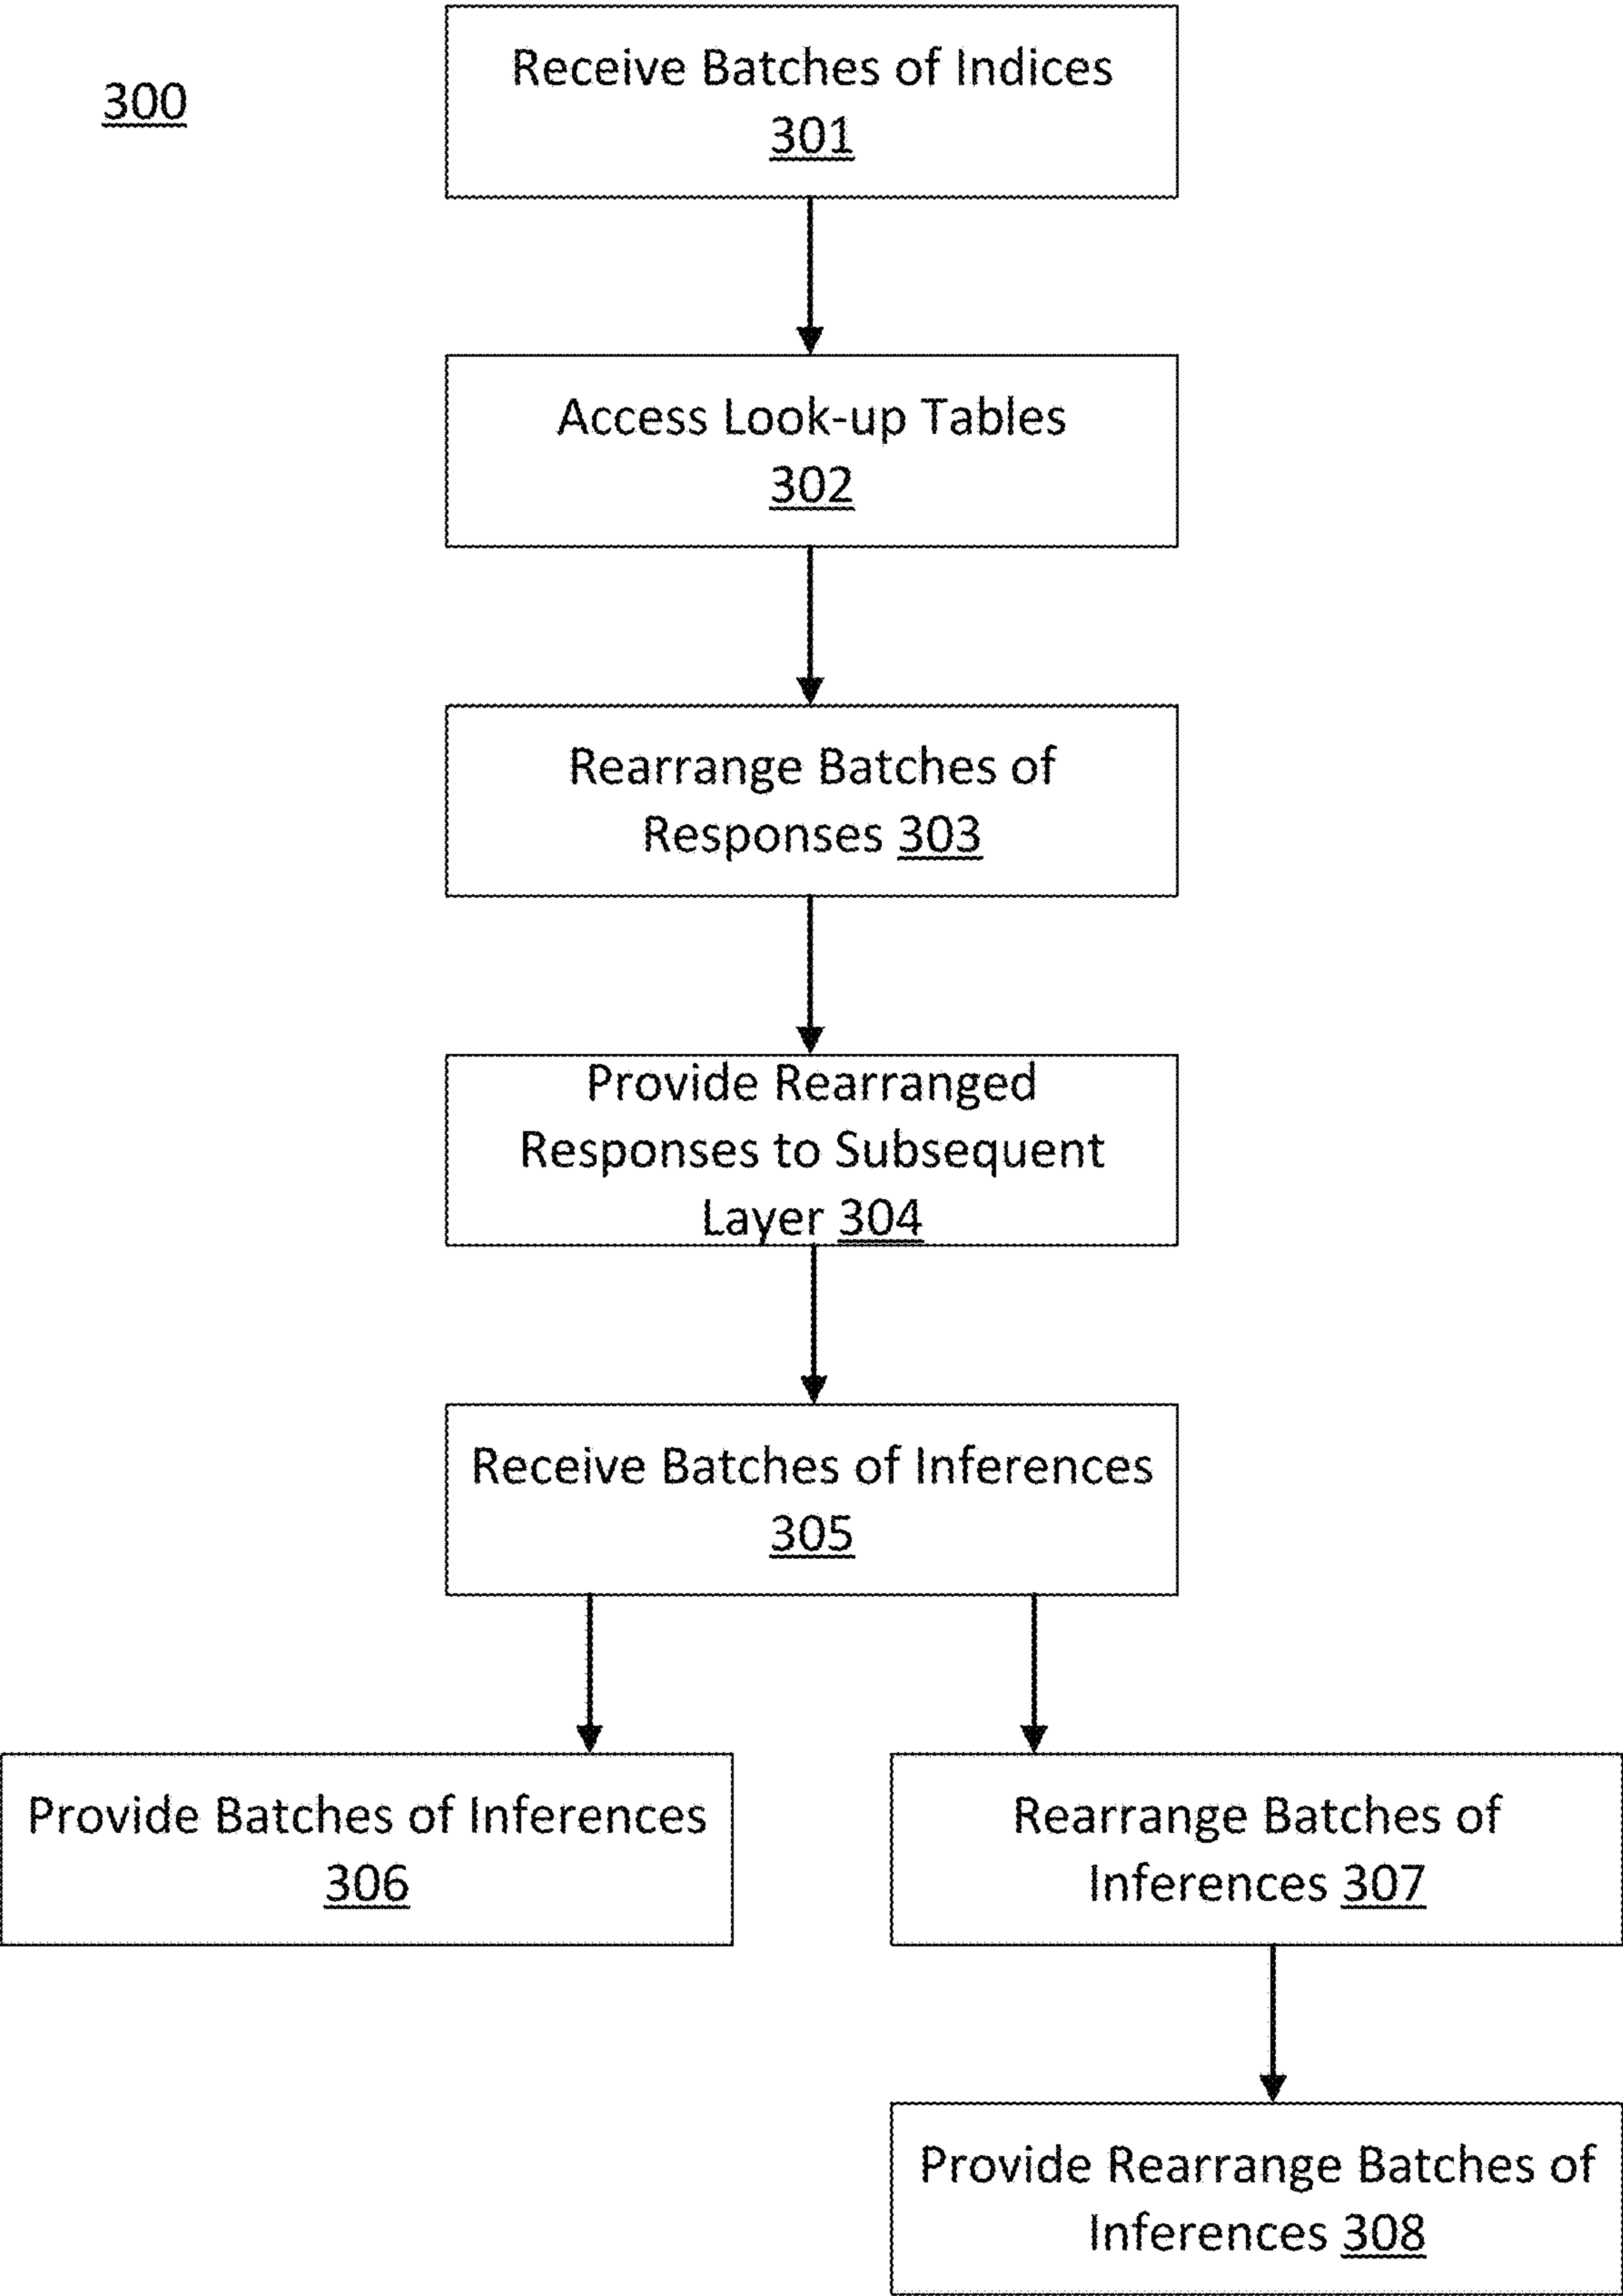 300
Receive Batches of Indices
301
Access Look-up Tables
302
Rearrange Batches of
Responses 303
Provide Rearranged
Responses to Subsequent
Layer 304
Receive Batches of Inferences
305
Provide Batches of Inferences
306
Rearrange Batches of
Inferences 307
Provide Rearrange Batches of
Inferences 308